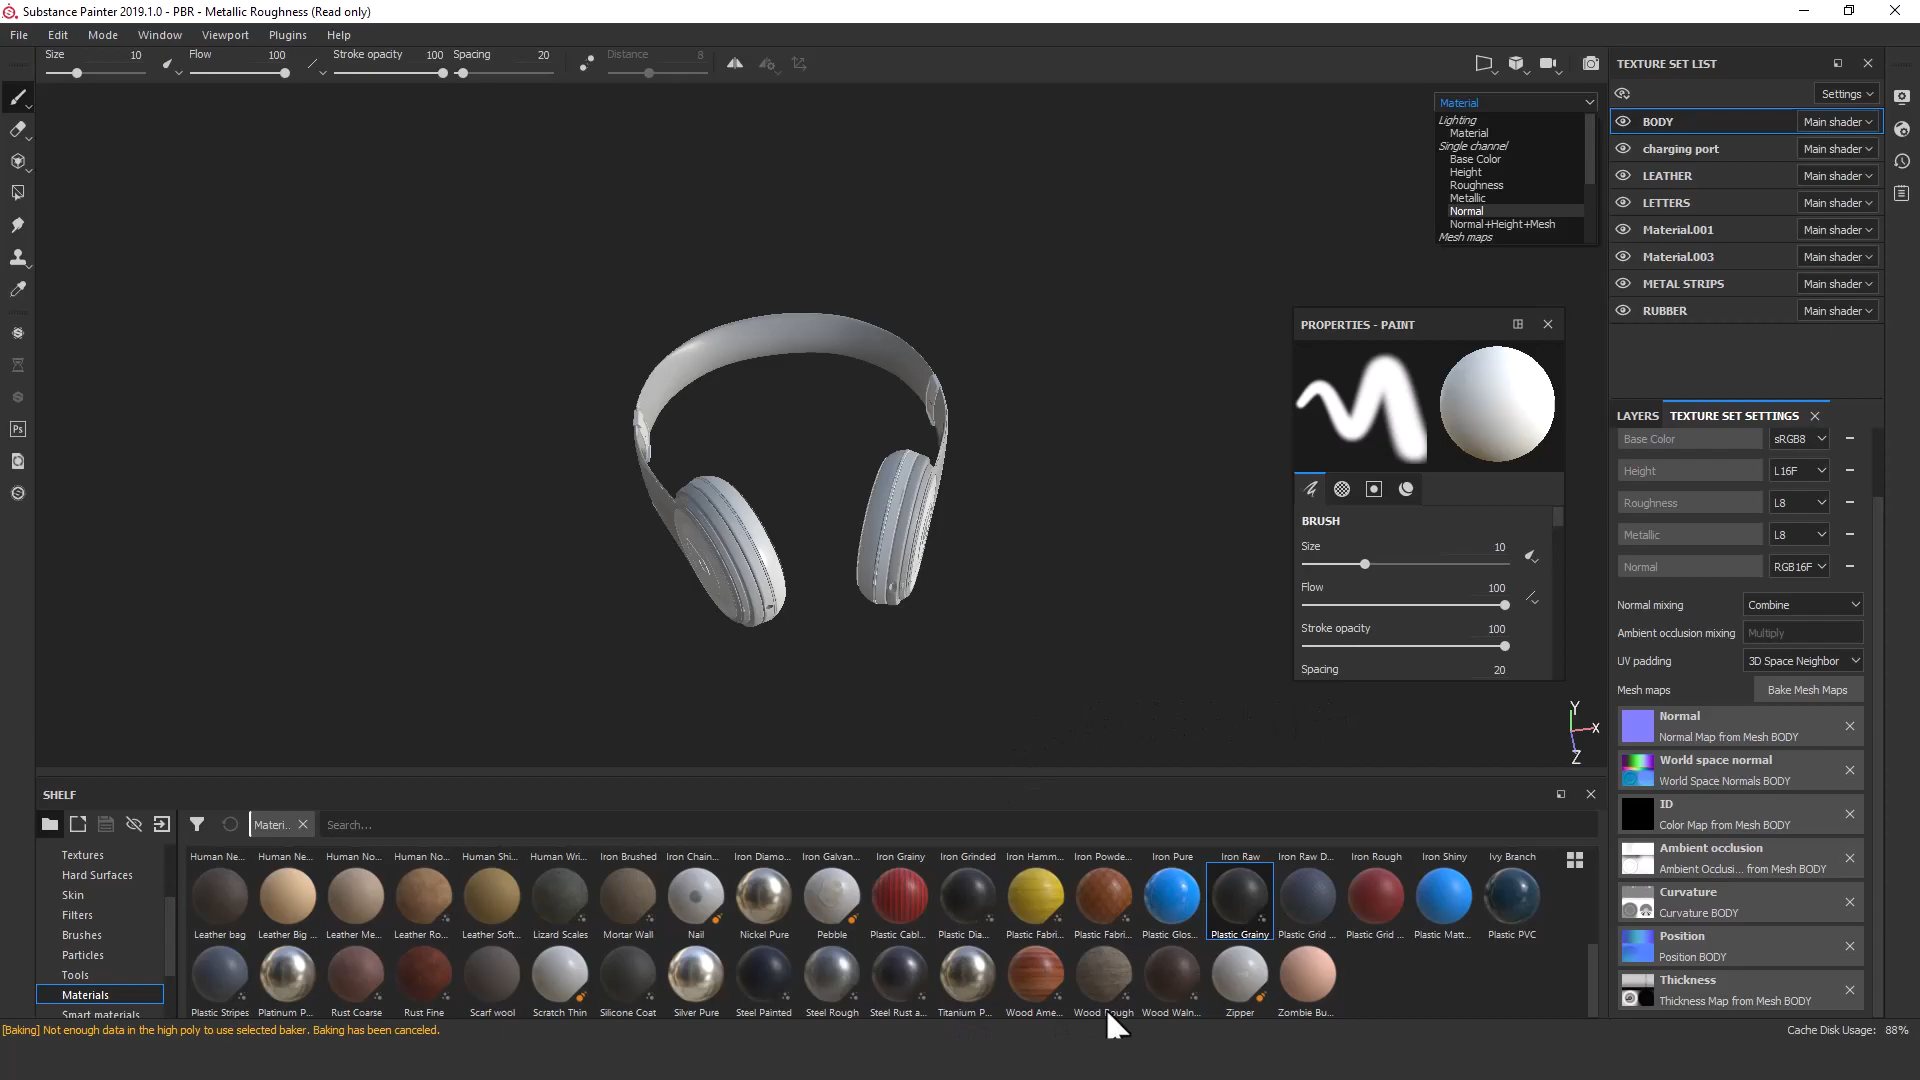 Substance Painter 2019.1.0 - PBR - Metallic Roughness (Read only)
File Edit Mode Window Viewport Plugins Help
Size 10 Flow 100 Stroke opacity 100 Spacing 20 Distance 8
Material
Lighting
Material
Single channel
Base Color
Height
Roughness
Metallic
Normal
Normal+Height+Mesh
Mesh maps
PROPERTIES - PAINT
BRUSH
Size 10
Flow 100
Stroke opacity 100
Spacing 20
Y
X
Z
TEXTURE SET LIST
Settings
BODY Main shader
charging port Main shader
LEATHER Main shader
LETTERS Main shader
Material.001 Main shader
Material.003 Main shader
METAL STRIPS Main shader
RUBBER Main shader
LAYERS TEXTURE SET SETTINGS
Base Color sRGB8
Height L16F
Roughness L8
Metallic L8
Normal RGB16F
Normal mixing Combine
Ambient occlusion mixing Multiply
UV padding 3D Space Neighbor
Mesh maps Bake Mesh Maps
Normal
Normal Map from Mesh BODY
World space normal
World Space Normals BODY
ID
Color Map from Mesh BODY
Ambient occlusion
Ambient Occlusi... from Mesh BODY
Curvature
Curvature BODY
Position
Position BODY
Thickness
Thickness Map from Mesh BODY
Ps
SHELF
Materi.. Search...
Textures
Hard Surfaces
Skin
Filters
Brushes
Particles
Tools
Materials
Smart materials
Human Ne... Human Ne... Human No... Human No... Human Shi... Human Wri... Iron Brushed Iron Chain... Iron Diamo... Iron Galvan... Iron Grainy Iron Grinded Iron Hamm... Iron Powde... Iron Pure Iron Raw Iron Raw D... Iron Rough Iron Shiny Ivy Branch
Leather bag Leather Big ... Leather Me... Leather Ro... Leather Soft... Lizard Scales Mortar Wall Nail Nickel Pure Pebble Plastic Cabl... Plastic Dia... Plastic Fabri... Plastic Fabri... Plastic Glos... Plastic Grainy Plastic Grid ... Plastic Grid ... Plastic Matt... Plastic PVC
Plastic Stripes Platinum P... Rust Coarse Rust Fine Scarf wool Scratch Thin Silicone Coat Silver Pure Steel Painted Steel Rough Steel Rust a... Titanium P... Wood Ame... Wood Rough Wood Waln... Zipper Zombie Bu...
[Baking] Not enough data in the high poly to use selected baker. Baking has been canceled.
Cache Disk Usage: 88%